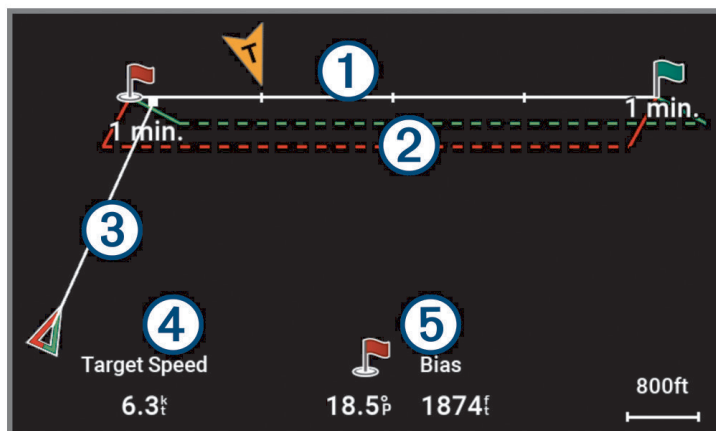 T
1
1 min.
1 min.
2
3
4
5
Target Speed
Bias
6.3kt
18.5°P
1874ft
800ft